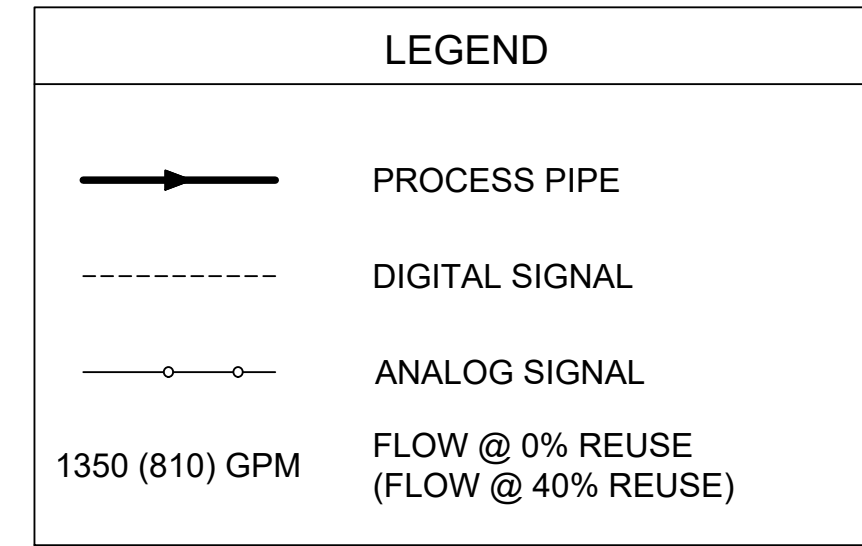 LEGEND
PROCESS PIPE
DIGITAL SIGNAL
ANALOG SIGNAL
1350 (810) GPM
FLOW @ 0% REUSE
(FLOW @ 40% REUSE)